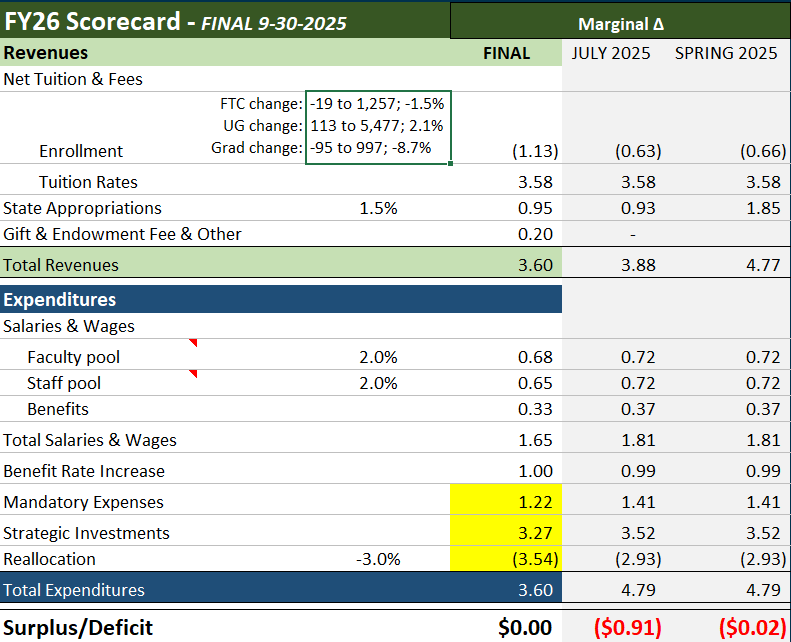 FY26 Scorecard - FINAL 9-30-2025 Marginal Δ
Revenues FINAL JULY 2025 SPRING 2025
Net Tuition & Fees
FTC change: -19 to 1,257; -1.5%
UG change: 113 to 5,477; 2.1%
Grad change: -95 to 997; -8.7%
Enrollment (1.13) (0.63) (0.66)
Tuition Rates 3.58 3.58 3.58
State Appropriations 1.5% 0.95 0.93 1.85
Gift & Endowment Fee & Other 0.20 -
Total Revenues 3.60 3.88 4.77
Expenditures
Salaries & Wages
Faculty pool 2.0% 0.68 0.72 0.72
Staff pool 2.0% 0.65 0.72 0.72
Benefits 0.33 0.37 0.37
Total Salaries & Wages 1.65 1.81 1.81
Benefit Rate Increase 1.00 0.99 0.99
Mandatory Expenses 1.22 1.41 1.41
Strategic Investments 3.27 3.52 3.52
Reallocation -3.0% (3.54) (2.93) (2.93)
Total Expenditures 3.60 4.79 4.79
Surplus/Deficit $0.00 ($0.91) ($0.02)